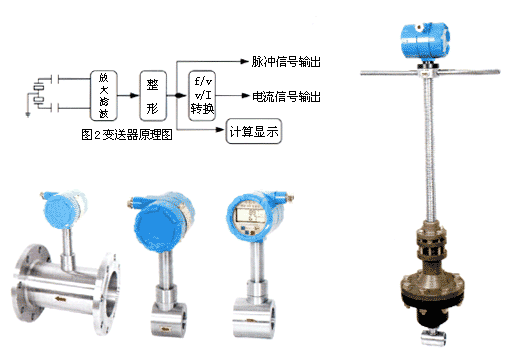 放大滤波
整形
f/v
v/I
转换
脉冲信号输出
电流信号输出
计算显示
图2变送器原理图